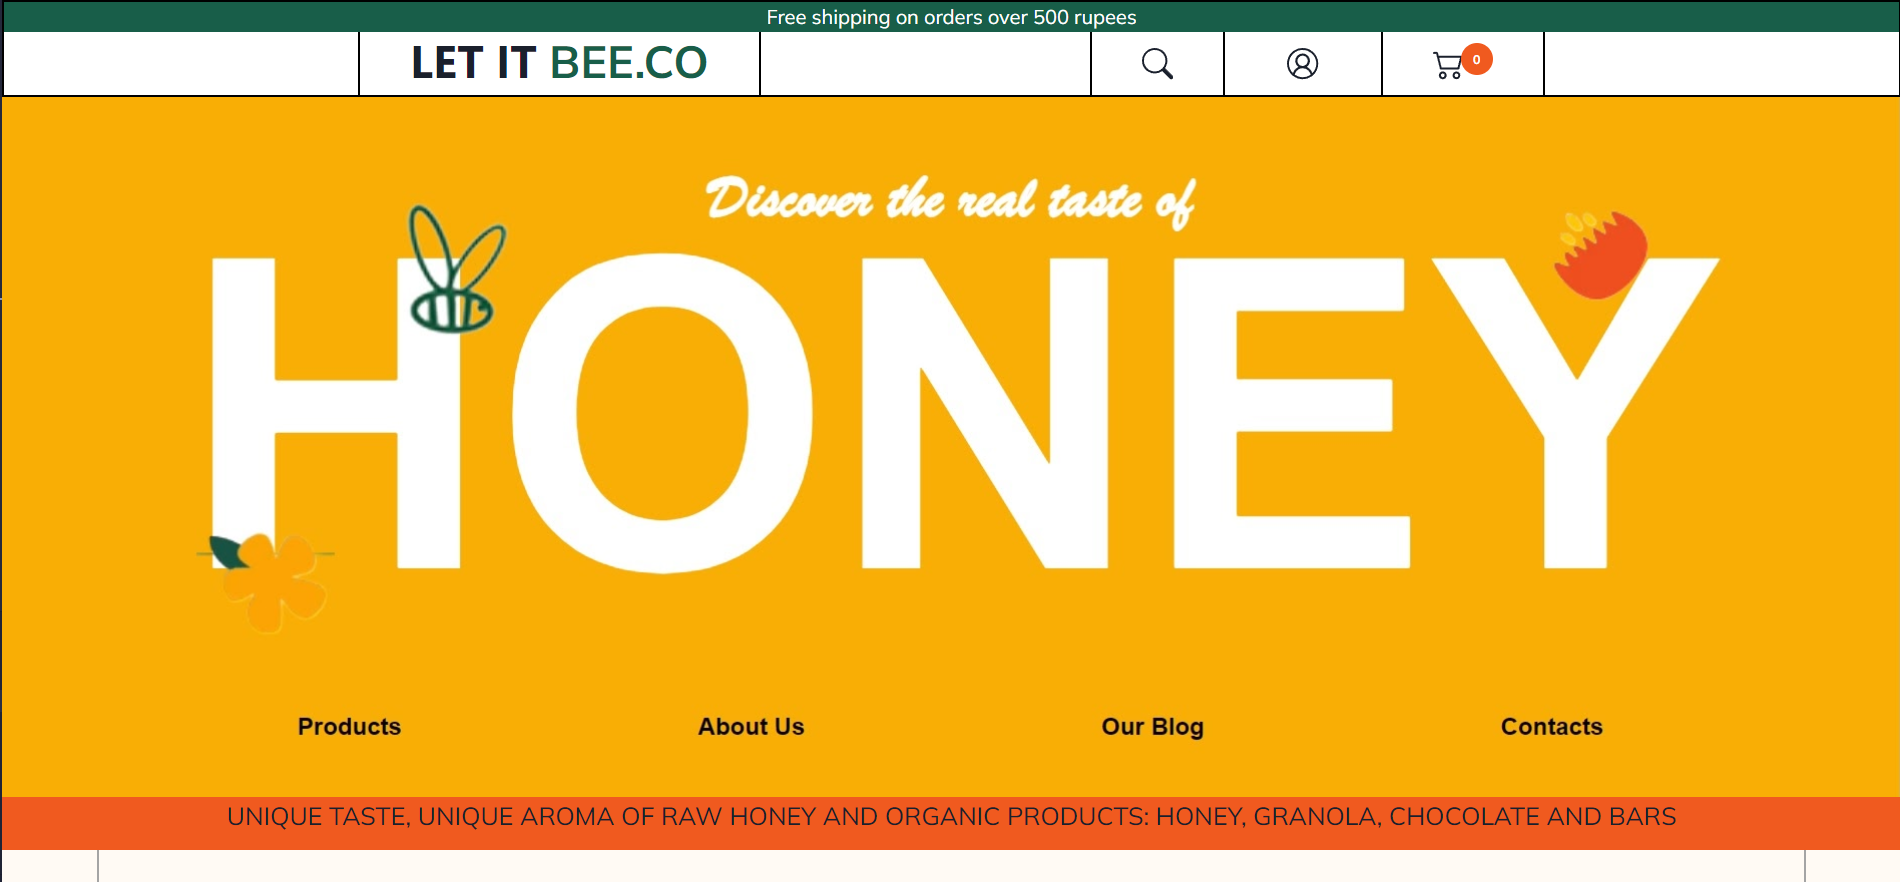 Free shipping on orders over 500 rupees
LET IT BEE.CO
0
Discover the real taste of
HONEY
Products About Us Our Blog Contacts
UNIQUE TASTE, UNIQUE AROMA OF RAW HONEY AND ORGANIC PRODUCTS: HONEY, GRANOLA, CHOCOLATE AND BARS